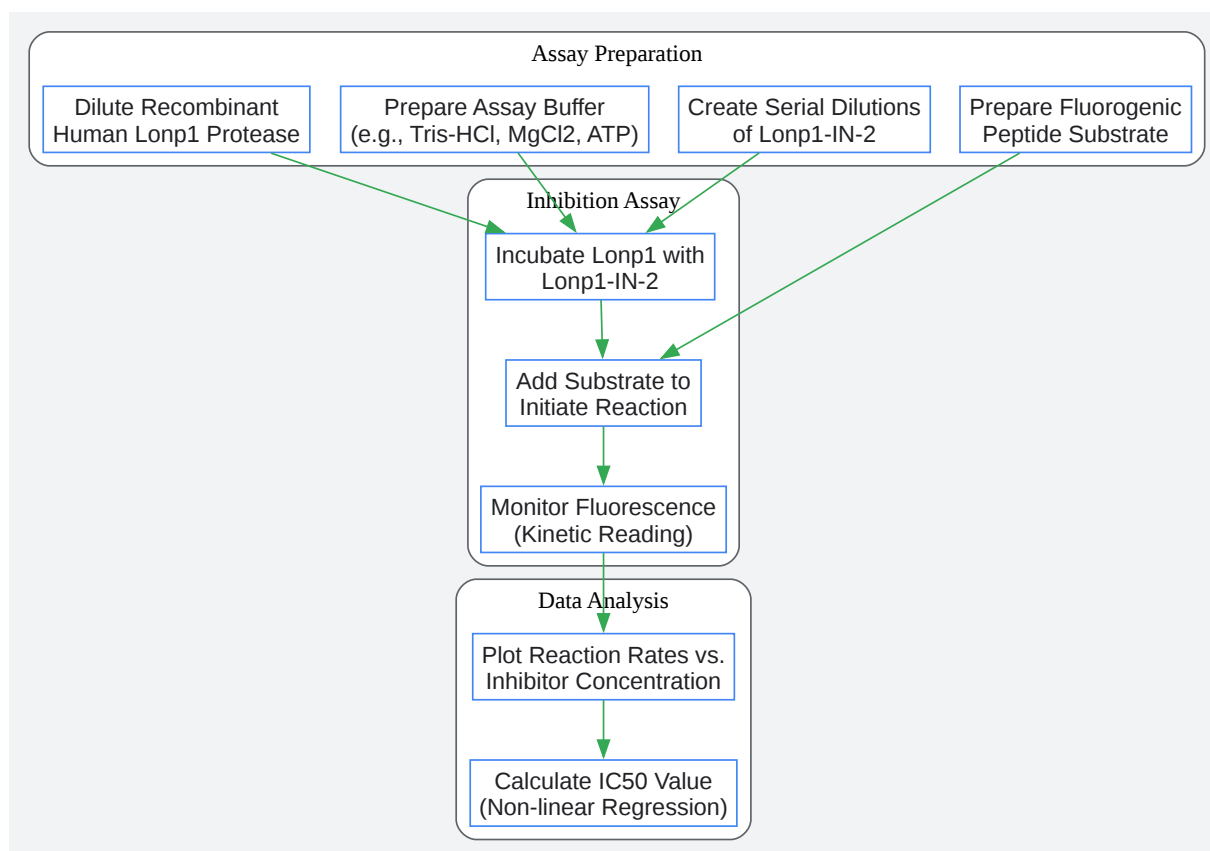 Assay Preparation
Dilute Recombinant
Human Lonp1 Protease
Prepare Assay Buffer
(e.g., Tris-HCl, MgCl2, ATP)
Create Serial Dilutions
of Lonp1-IN-2
Prepare Fluorogenic
Peptide Substrate
Inhibition Assay
Incubate Lonp1 with
Lonp1-IN-2
Add Substrate to
Initiate Reaction
Monitor Fluorescence
(Kinetic Reading)
Data Analysis
Plot Reaction Rates vs.
Inhibitor Concentration
Calculate IC50 Value
(Non-linear Regression)